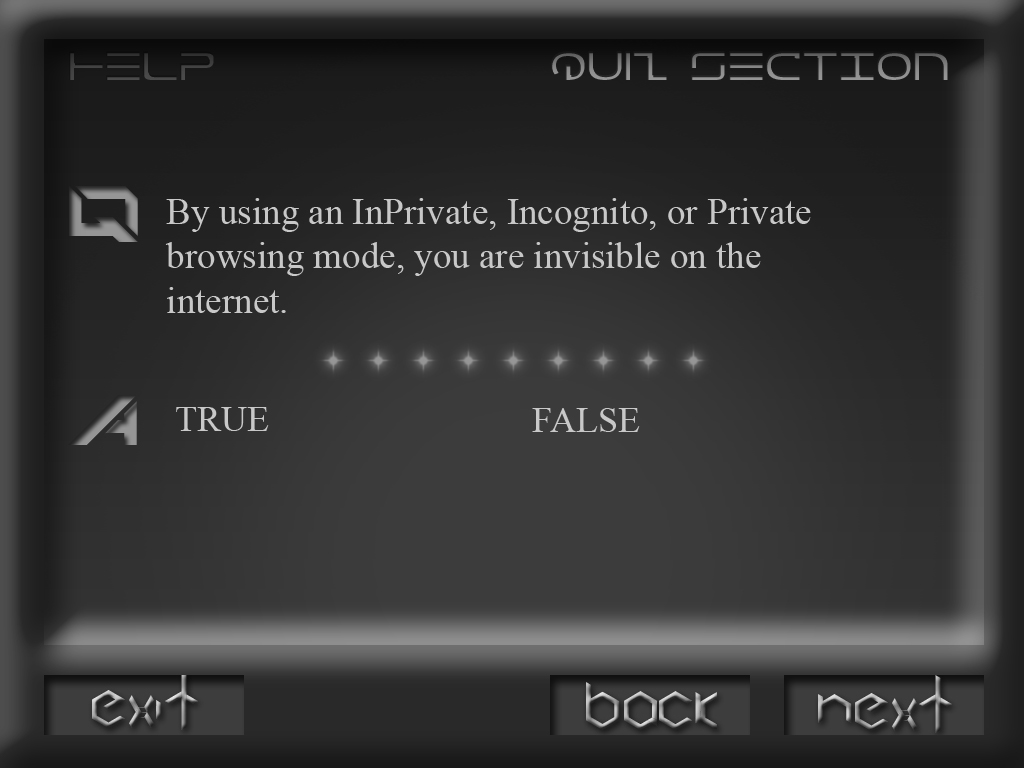 HELP QUIZ SECTION
Q By using an InPrivate, Incognito, or Private
browsing mode, you are invisible on the
internet.
A TRUE FALSE
exit back next